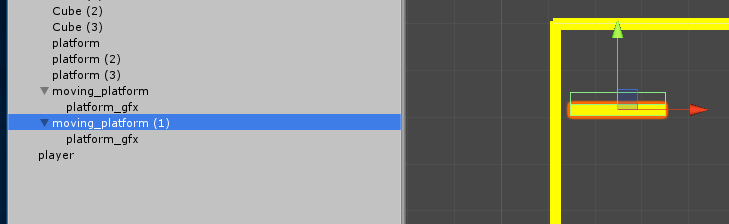 Cube (2)
Cube (3)
platform
platform (2)
platform (3)
moving_platform
platform_gfx
moving_platform (1)
platform_gfx
player